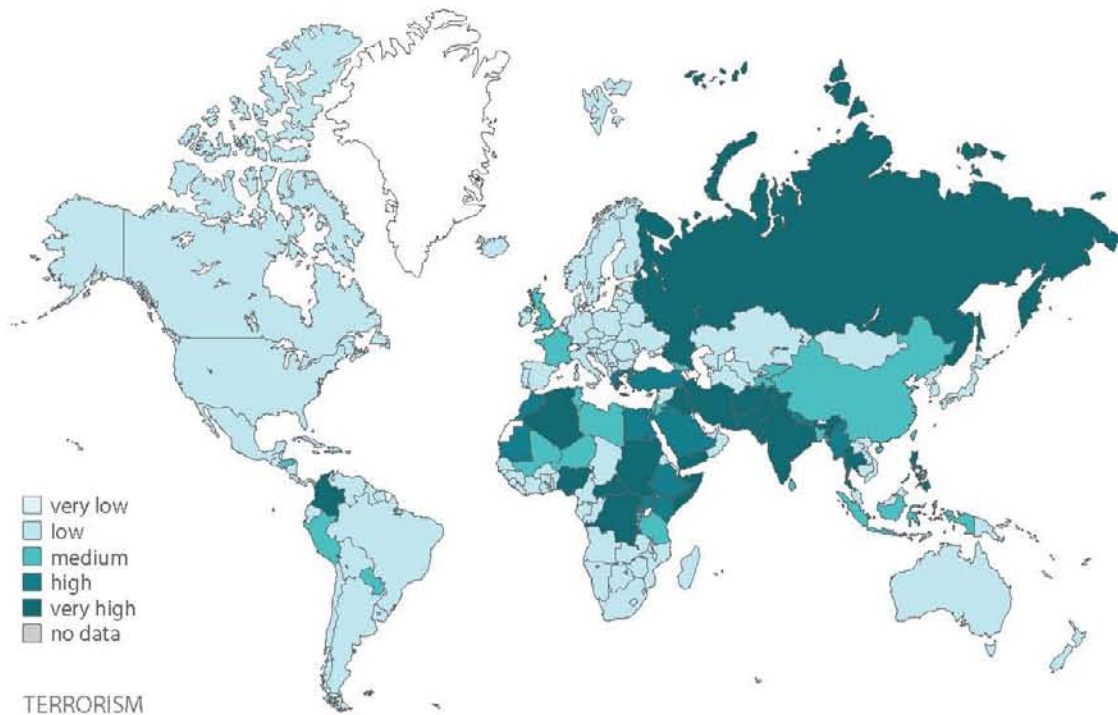 very low
low
medium
high
very high
no data
TERRORISM